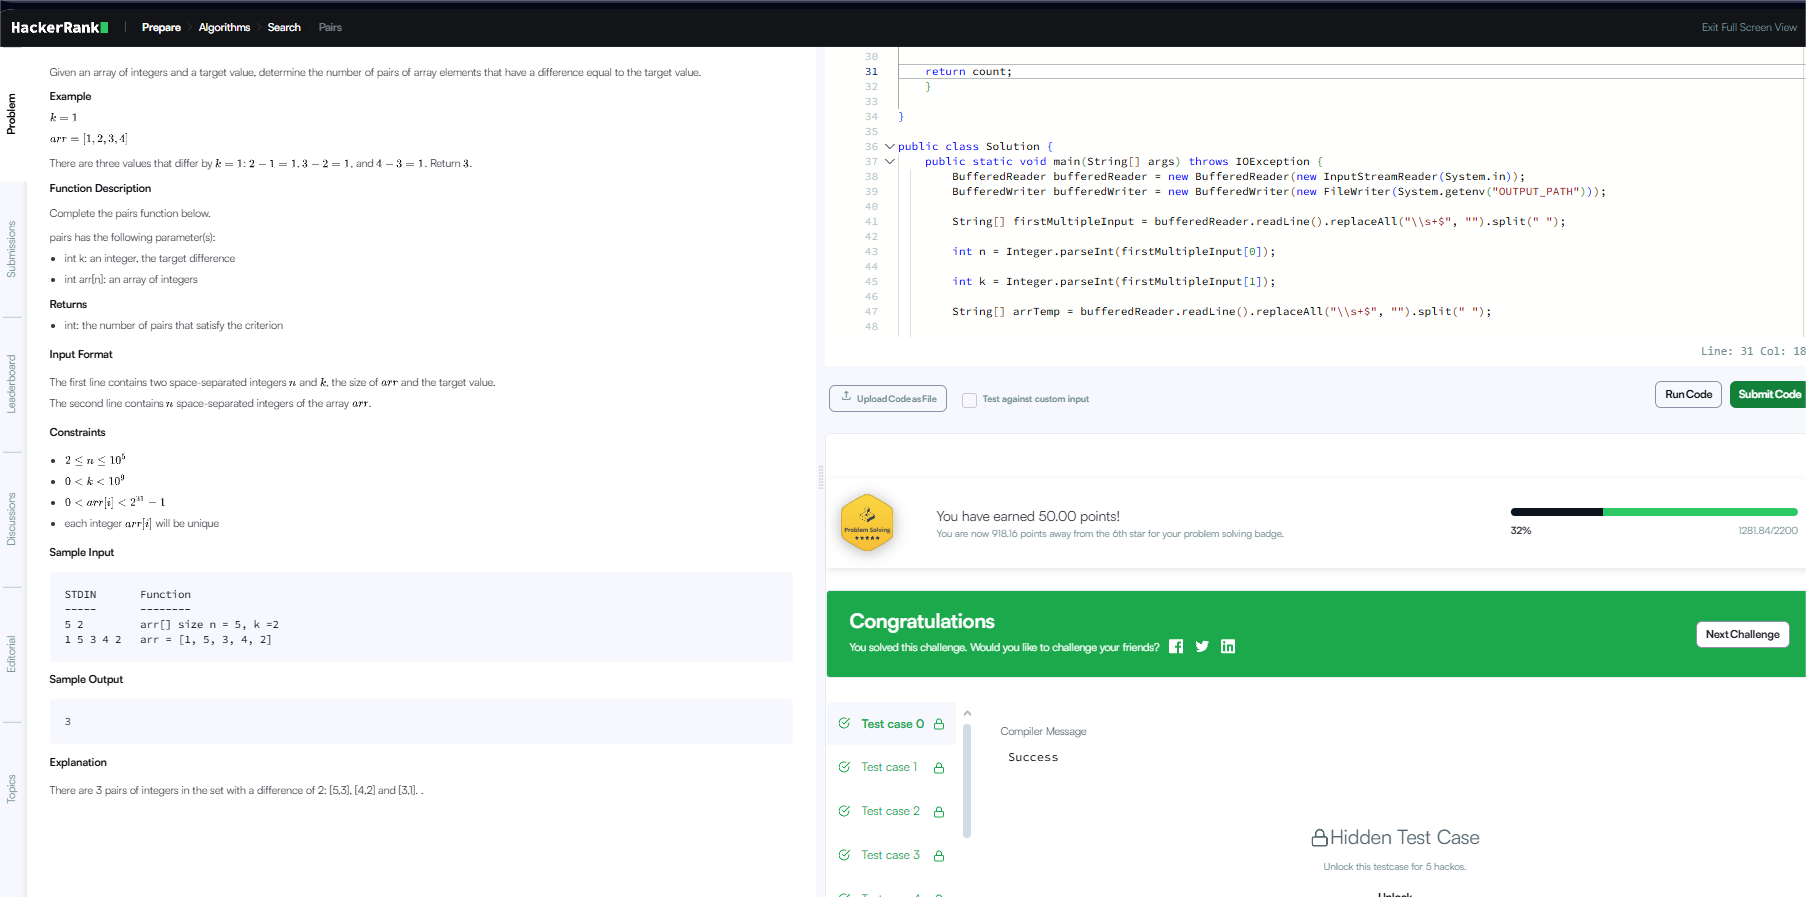 HackerRank | Prepare > Algorithms > Search > Pairs
Exit Full Screen View
Problem
Submissions
Leaderboard
Discussions
Editorial
Topics
Given an array of integers and a target value, determine the number of pairs of array elements that have a difference equal to the target value.
Example
k = 1
arr = [1, 2, 3, 4]
There are three values that differ by k = 1: 2 − 1 = 1, 3 − 2 = 1, and 4 − 3 = 1. Return 3.
Function Description
Complete the pairs function below.
pairs has the following parameter(s):
• int k: an integer, the target difference
• int arr[n]: an array of integers
Returns
• int: the number of pairs that satisfy the criterion
Input Format
The first line contains two space-separated integers n and k, the size of arr and the target value.
The second line contains n space-separated integers of the array arr.
Constraints
• 2 ≤ n ≤ 10^5
• 0 < k < 10^9
• 0 < arr[i] < 2^31 − 1
• each integer arr[i] will be unique
Sample Input
STDIN       Function
-----       --------
5 2         arr[] size n = 5, k =2
1 5 3 4 2   arr = [1, 5, 3, 4, 2]
Sample Output
3
Explanation
There are 3 pairs of integers in the set with a difference of 2: [5,3], [4,2] and [3,1]. .
30
31 return count;
32 }
33
34 }
35
36 public class Solution {
37 public static void main(String[] args) throws IOException {
38 BufferedReader bufferedReader = new BufferedReader(new InputStreamReader(System.in));
39 BufferedWriter bufferedWriter = new BufferedWriter(new FileWriter(System.getenv("OUTPUT_PATH")));
40
41 String[] firstMultipleInput = bufferedReader.readLine().replaceAll("\\s+$", "").split(" ");
42
43 int n = Integer.parseInt(firstMultipleInput[0]);
44
45 int k = Integer.parseInt(firstMultipleInput[1]);
46
47 String[] arrTemp = bufferedReader.readLine().replaceAll("\\s+$", "").split(" ");
48
Line: 31 Col: 18
Upload Code as File
Test against custom input
Run Code
Submit Code
Problem Solving
★★★★★
You have earned 50.00 points!
You are now 918.16 points away from the 6th star for your problem solving badge.
32%
1281.84/2200
Congratulations
You solved this challenge. Would you like to challenge your friends?
Next Challenge
Test case 0
Test case 1
Test case 2
Test case 3
Compiler Message
Success
Hidden Test Case
Unlock this testcase for 5 hackos.
Unlock